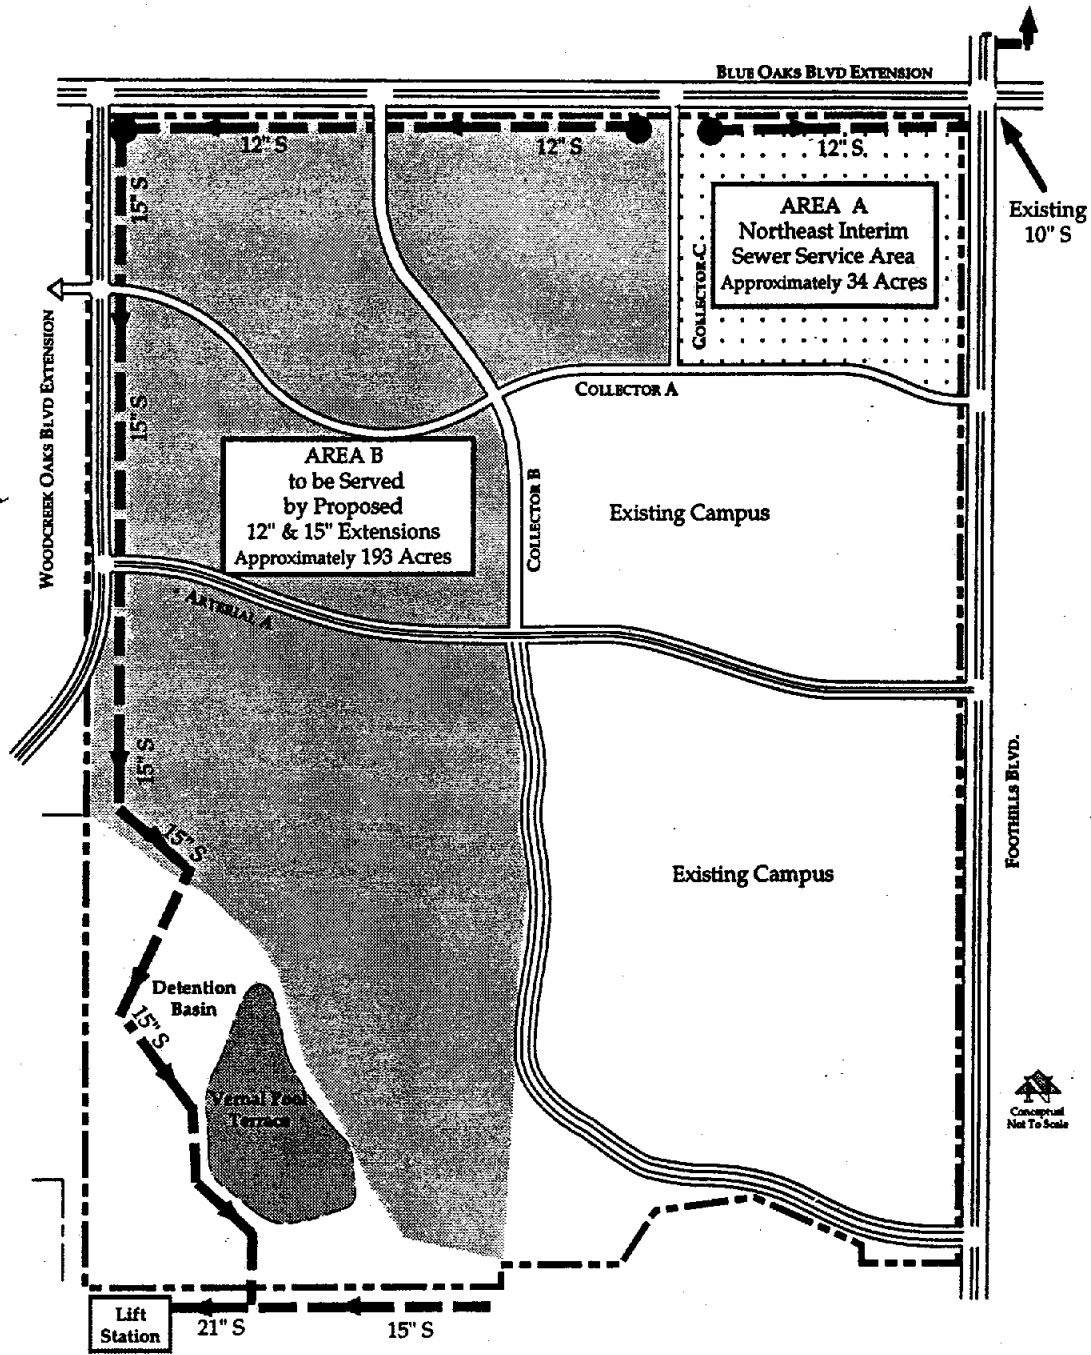 BLUE OAKS BLVD EXTENSION
12" S
12" S
12" S
Existing
10" S
15" S
AREA A
Northeast Interim
Sewer Service Area
Approximately 34 Acres
COLLECTOR C
WOODCREEK OAKS BLVD EXTENSION
COLLECTOR A
15" S
AREA B
to be Served
by Proposed
12" & 15" Extensions
Approximately 193 Acres
COLLECTOR B
Existing Campus
ARTERIAL A
15" S
15" S
FOOTHILLS BLVD.
Existing Campus
Detention
Basin
15" S
Vernal Pool
Terrace
N
Conceptual
Not To Scale
Lift
Station
21" S
15" S